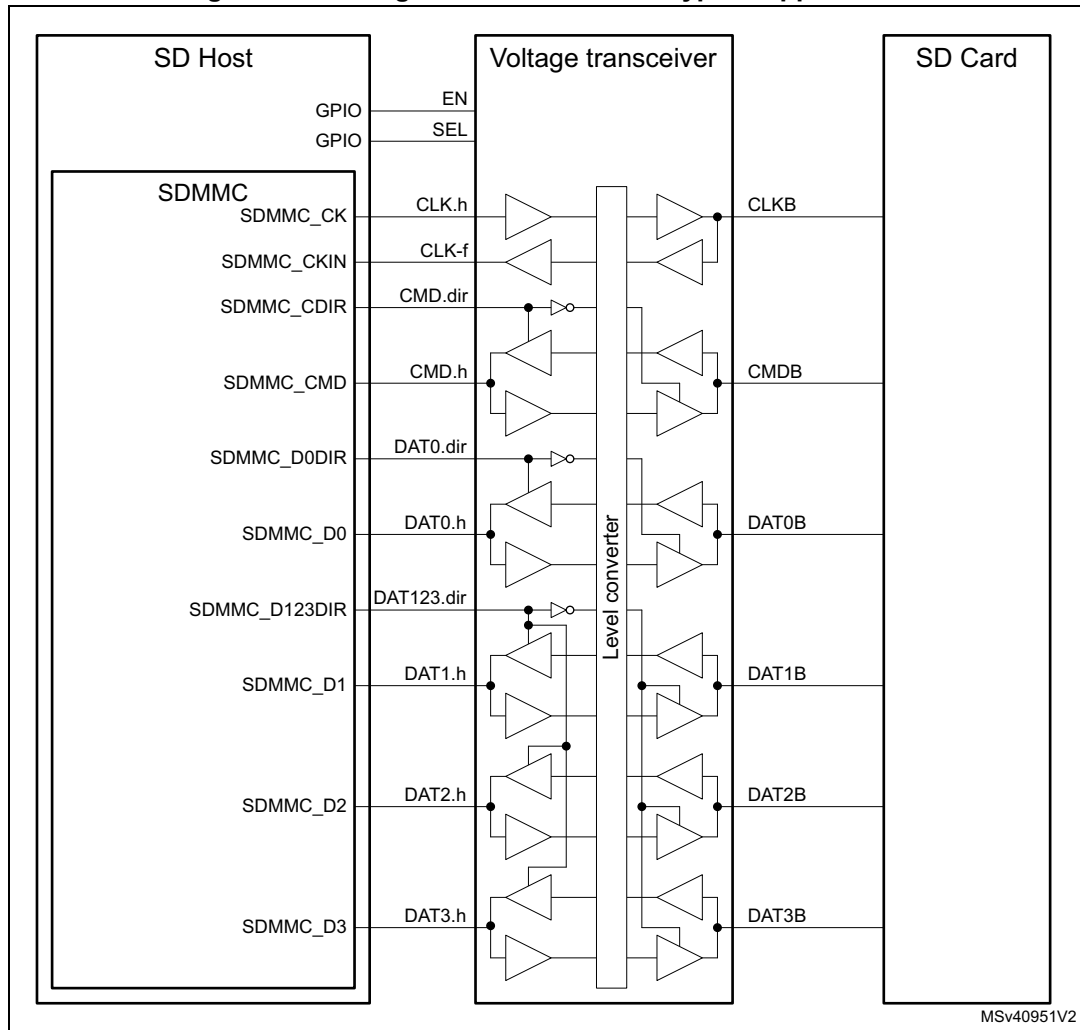 SD Host
Voltage transceiver
SD Card
GPIO
EN
GPIO
SEL
SDMMC
SDMMC_CK
CLK.h
CLKB
SDMMC_CKIN
CLK-f
SDMMC_CDIR
CMD.dir
SDMMC_CMD
CMD.h
CMDB
SDMMC_D0DIR
DAT0.dir
SDMMC_D0
DAT0.h
DAT0B
Level converter
SDMMC_D123DIR
DAT123.dir
SDMMC_D1
DAT1.h
DAT1B
SDMMC_D2
DAT2.h
DAT2B
SDMMC_D3
DAT3.h
DAT3B
MSv40951V2